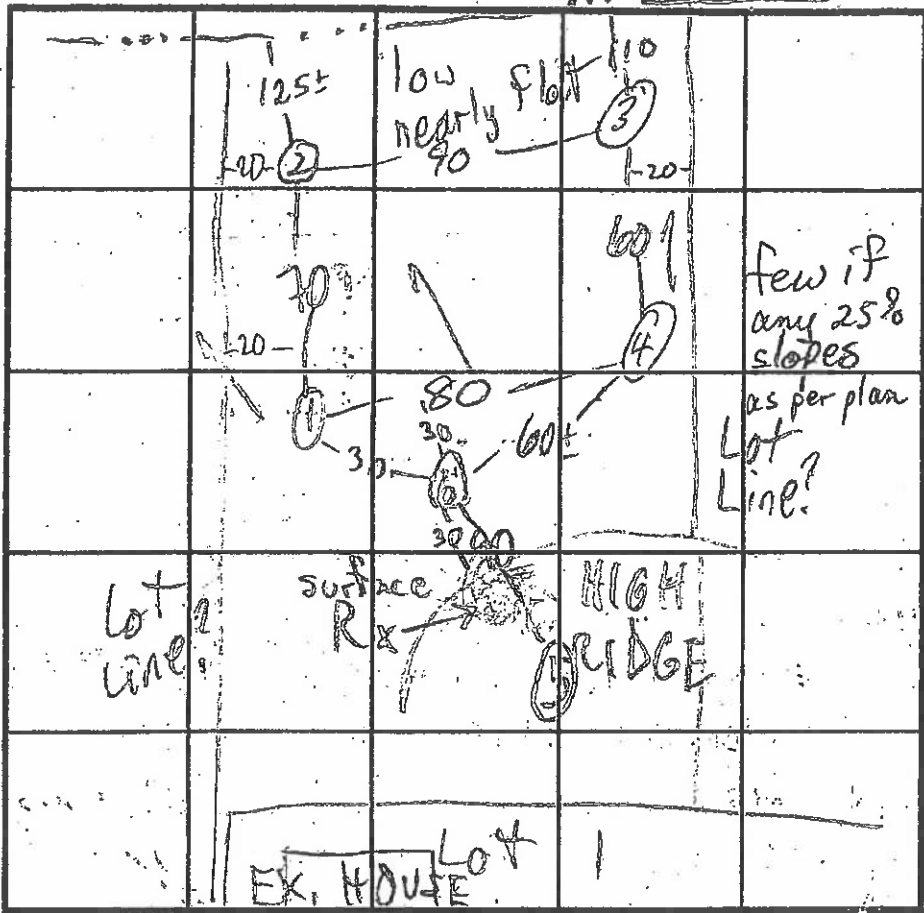 125±
low
nearly flat
110
2
3
20
90
20
70
60
20
4
few if
any 25%
slopes
as per plan
Lot
Line?
1
80
30
30
60±
30
surface
Rx
HIGH
RIDGE
Lot
Line?
Lot 1
EX. HOUSE